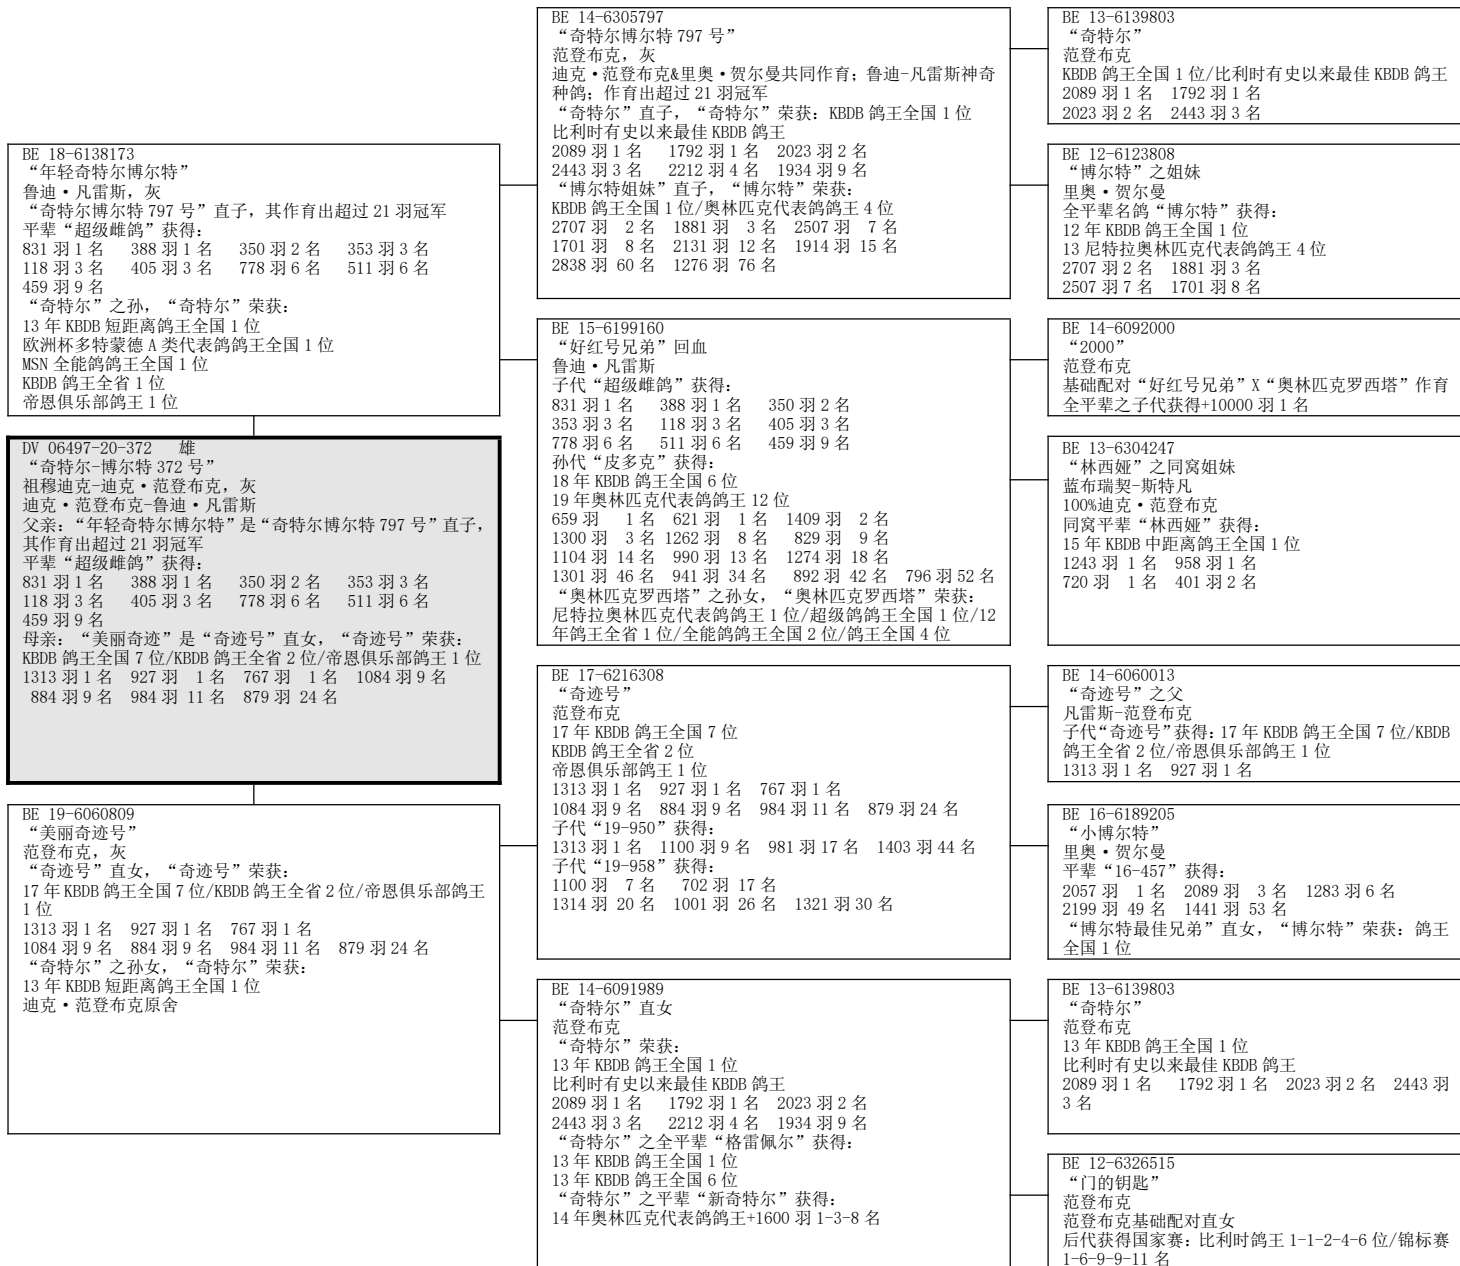 BE 18-6138173
“年轻奇特尔博尔特”
鲁迪·凡雷斯，灰
“奇特尔博尔特 797 号”直子，其作育出超过 21 羽冠军
平辈“超级雌鸽”获得：
831 羽 1 名 388 羽 1 名 350 羽 2 名 353 羽 3 名
118 羽 3 名 405 羽 3 名 778 羽 6 名 511 羽 6 名
459 羽 9 名
“奇特尔”之孙，“奇特尔”荣获：
13 年 KBDB 短距离鸽王全国 1 位
欧洲杯多特蒙德 A 类代表鸽鸽王全国 1 位
MSN 全能鸽鸽王全国 1 位
KBDB 鸽王全省 1 位
帝恩俱乐部鸽王 1 位
DV 06497-20-372 雄
“奇特尔-博尔特 372 号”
祖穆迪克-迪克·范登布克，灰
迪克·范登布克-鲁迪·凡雷斯
父亲：“年轻奇特尔博尔特”是“奇特尔博尔特 797 号”直子，
其作育出超过 21 羽冠军
平辈“超级雌鸽”获得：
831 羽 1 名 388 羽 1 名 350 羽 2 名 353 羽 3 名
118 羽 3 名 405 羽 3 名 778 羽 6 名 511 羽 6 名
459 羽 9 名
母亲：“美丽奇迹”是“奇迹号”直女，“奇迹号”荣获：
KBDB 鸽王全国 7 位/KBDB 鸽王全省 2 位/帝恩俱乐部鸽王 1 位
1313 羽 1 名 927 羽 1 名 767 羽 1 名 1084 羽 9 名
884 羽 9 名 984 羽 11 名 879 羽 24 名
BE 19-6060809
“美丽奇迹号”
范登布克，灰
“奇迹号”直女，“奇迹号”荣获：
17 年 KBDB 鸽王全国 7 位/KBDB 鸽王全省 2 位/帝恩俱乐部鸽王
1 位
1313 羽 1 名 927 羽 1 名 767 羽 1 名
1084 羽 9 名 884 羽 9 名 984 羽 11 名 879 羽 24 名
“奇特尔”之孙女，“奇特尔”荣获：
13 年 KBDB 短距离鸽王全国 1 位
迪克·范登布克原舍
BE 14-6305797
“奇特尔博尔特 797 号”
范登布克，灰
迪克·范登布克&里奥·贺尔曼共同作育；鲁迪-凡雷斯神奇
种鸽；作育出超过 21 羽冠军
“奇特尔”直子，“奇特尔”荣获：KBDB 鸽王全国 1 位
比利时有史以来最佳 KBDB 鸽王
2089 羽 1 名 1792 羽 1 名 2023 羽 2 名
2443 羽 3 名 2212 羽 4 名 1934 羽 9 名
“博尔特姐妹”直子，“博尔特”荣获：
KBDB 鸽王全国 1 位/奥林匹克代表鸽鸽王 4 位
2707 羽 2 名 1881 羽 3 名 2507 羽 7 名
1701 羽 8 名 2131 羽 12 名 1914 羽 15 名
2838 羽 60 名 1276 羽 76 名
BE 15-6199160
“好红号兄弟”回血
鲁迪·凡雷斯
子代“超级雌鸽”获得：
831 羽 1 名 388 羽 1 名 350 羽 2 名
353 羽 3 名 118 羽 3 名 405 羽 3 名
778 羽 6 名 511 羽 6 名 459 羽 9 名
孙代“皮多克”获得：
18 年 KBDB 鸽王全国 6 位
19 年奥林匹克代表鸽鸽王 12 位
659 羽 1 名 621 羽 1 名 1409 羽 2 名
1300 羽 3 名 1262 羽 8 名 829 羽 9 名
1104 羽 14 名 990 羽 13 名 1274 羽 18 名
1301 羽 46 名 941 羽 34 名 892 羽 42 名 796 羽 52 名
“奥林匹克罗西塔”之孙女，“奥林匹克罗西塔”荣获：
尼特拉奥林匹克代表鸽鸽王 1 位/超级鸽鸽王全国 1 位/12
年鸽王全省 1 位/全能鸽鸽王全国 2 位/鸽王全国 4 位
BE 17-6216308
“奇迹号”
范登布克
17 年 KBDB 鸽王全国 7 位
KBDB 鸽王全省 2 位
帝恩俱乐部鸽王 1 位
1313 羽 1 名 927 羽 1 名 767 羽 1 名
1084 羽 9 名 884 羽 9 名 984 羽 11 名 879 羽 24 名
子代“19-950”获得：
1313 羽 1 名 1100 羽 9 名 981 羽 17 名 1403 羽 44 名
子代“19-958”获得：
1100 羽 7 名 702 羽 17 名
1314 羽 20 名 1001 羽 26 名 1321 羽 30 名
BE 14-6091989
“奇特尔”直女
范登布克
“奇特尔”荣获：
13 年 KBDB 鸽王全国 1 位
比利时有史以来最佳 KBDB 鸽王
2089 羽 1 名 1792 羽 1 名 2023 羽 2 名
2443 羽 3 名 2212 羽 4 名 1934 羽 9 名
“奇特尔”之全平辈“格雷佩尔”获得：
13 年 KBDB 鸽王全国 1 位
13 年 KBDB 鸽王全国 6 位
“奇特尔”之平辈“新奇特尔”获得：
14 年奥林匹克代表鸽鸽王+1600 羽 1-3-8 名
BE 13-6139803
“奇特尔”
范登布克
KBDB 鸽王全国 1 位/比利时有史以来最佳 KBDB 鸽王
2089 羽 1 名 1792 羽 1 名
2023 羽 2 名 2443 羽 3 名
BE 12-6123808
“博尔特”之姐妹
里奥·贺尔曼
全平辈名鸽“博尔特”获得：
12 年 KBDB 鸽王全国 1 位
13 尼特拉奥林匹克代表鸽鸽王 4 位
2707 羽 2 名 1881 羽 3 名
2507 羽 7 名 1701 羽 8 名
BE 14-6092000
“2000”
范登布克
基础配对“好红号兄弟”X“奥林匹克罗西塔”作育
全平辈之子代获得+10000 羽 1 名
BE 13-6304247
“林西娅”之同窝姐妹
蓝布瑞契-斯特凡
100%迪克·范登布克
同窝平辈“林西娅”获得：
15 年 KBDB 中距离鸽王全国 1 位
1243 羽 1 名 958 羽 1 名
720 羽 1 名 401 羽 2 名
BE 14-6060013
“奇迹号”之父
凡雷斯-范登布克
子代“奇迹号”获得：17 年 KBDB 鸽王全国 7 位/KBDB
鸽王全省 2 位/帝恩俱乐部鸽王 1 位
1313 羽 1 名 927 羽 1 名
BE 16-6189205
“小博尔特”
里奥·贺尔曼
平辈“16-457”获得：
2057 羽 1 名 2089 羽 3 名 1283 羽 6 名
2199 羽 49 名 1441 羽 53 名
“博尔特最佳兄弟”直女，“博尔特”荣获：鸽王
全国 1 位
BE 13-6139803
“奇特尔”
范登布克
13 年 KBDB 鸽王全国 1 位
比利时有史以来最佳 KBDB 鸽王
2089 羽 1 名 1792 羽 1 名 2023 羽 2 名 2443 羽
3 名
BE 12-6326515
“门的钥匙”
范登布克
范登布克基础配对直女
后代获得国家赛：比利时鸽王 1-1-2-4-6 位/锦标赛
1-6-9-9-11 名